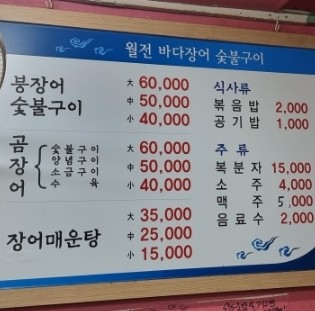 월전 바다장어 숯불구이
붕장어 숯불구이
大 60,000
中 50,000
小 40,000
곰장어
숯불구이
양념구이
소금구이
수육
大 60,000
中 50,000
小 40,000
장어매운탕
大 35,000
中 25,000
小 15,000
식사류
볶음밥 2,000
공기밥 1,000
주류
복분자 15,000
소주 4,000
맥주 5,000
음료수 2,000